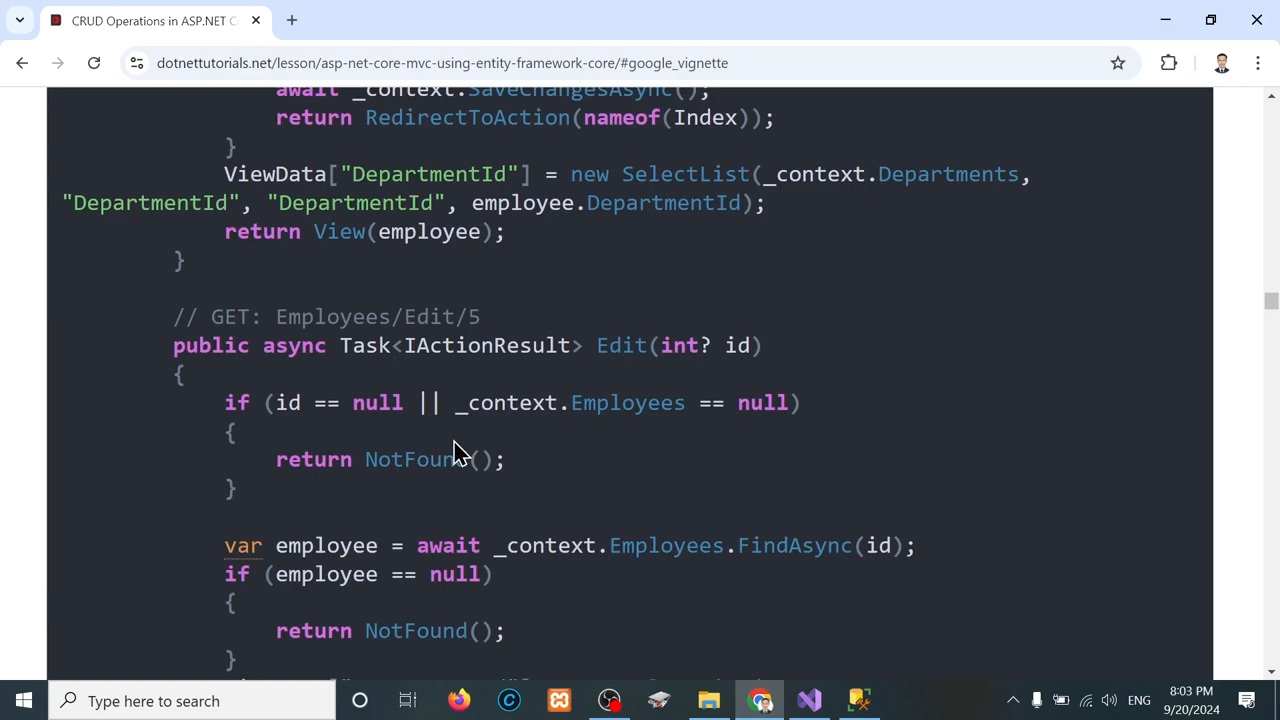 CRUD Operations in ASP.NET C
dotnettutorials.net/lesson/asp-net-core-mvc-using-entity-framework-core/#google_vignette
await _context.SaveChangesAsync();
return RedirectToAction(nameof(Index));
}
ViewData["DepartmentId"] = new SelectList(_context.Departments,
"DepartmentId", "DepartmentId", employee.DepartmentId);
return View(employee);
}
// GET: Employees/Edit/5
public async Task<IActionResult> Edit(int? id)
{
if (id == null || _context.Employees == null)
{
return NotFound();
}
var employee = await _context.Employees.FindAsync(id);
if (employee == null)
{
return NotFound();
}
Type here to search
ENG
8:03 PM
9/20/2024